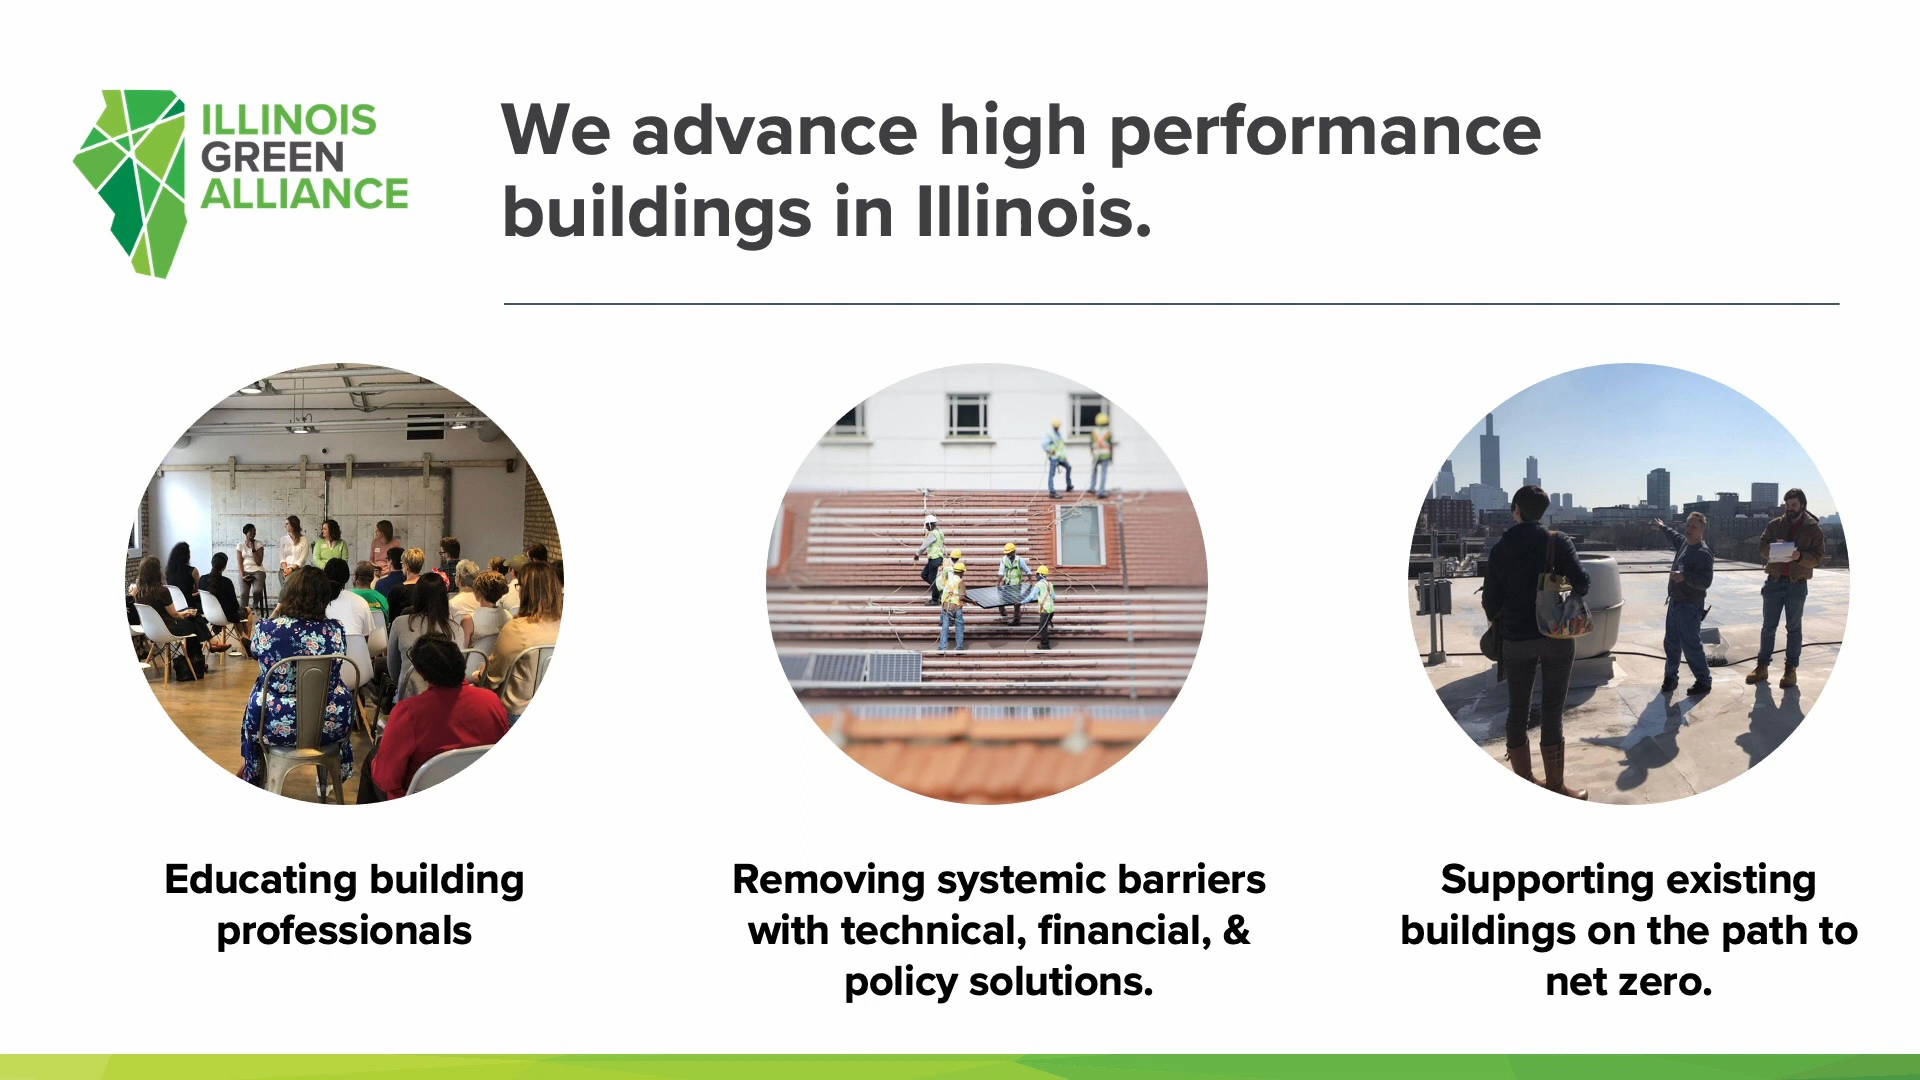 ILLINOIS
GREEN
ALLIANCE
We advance high performance
buildings in Illinois.
Educating building
professionals
Removing systemic barriers
with technical, financial, &
policy solutions.
Supporting existing
buildings on the path to
net zero.